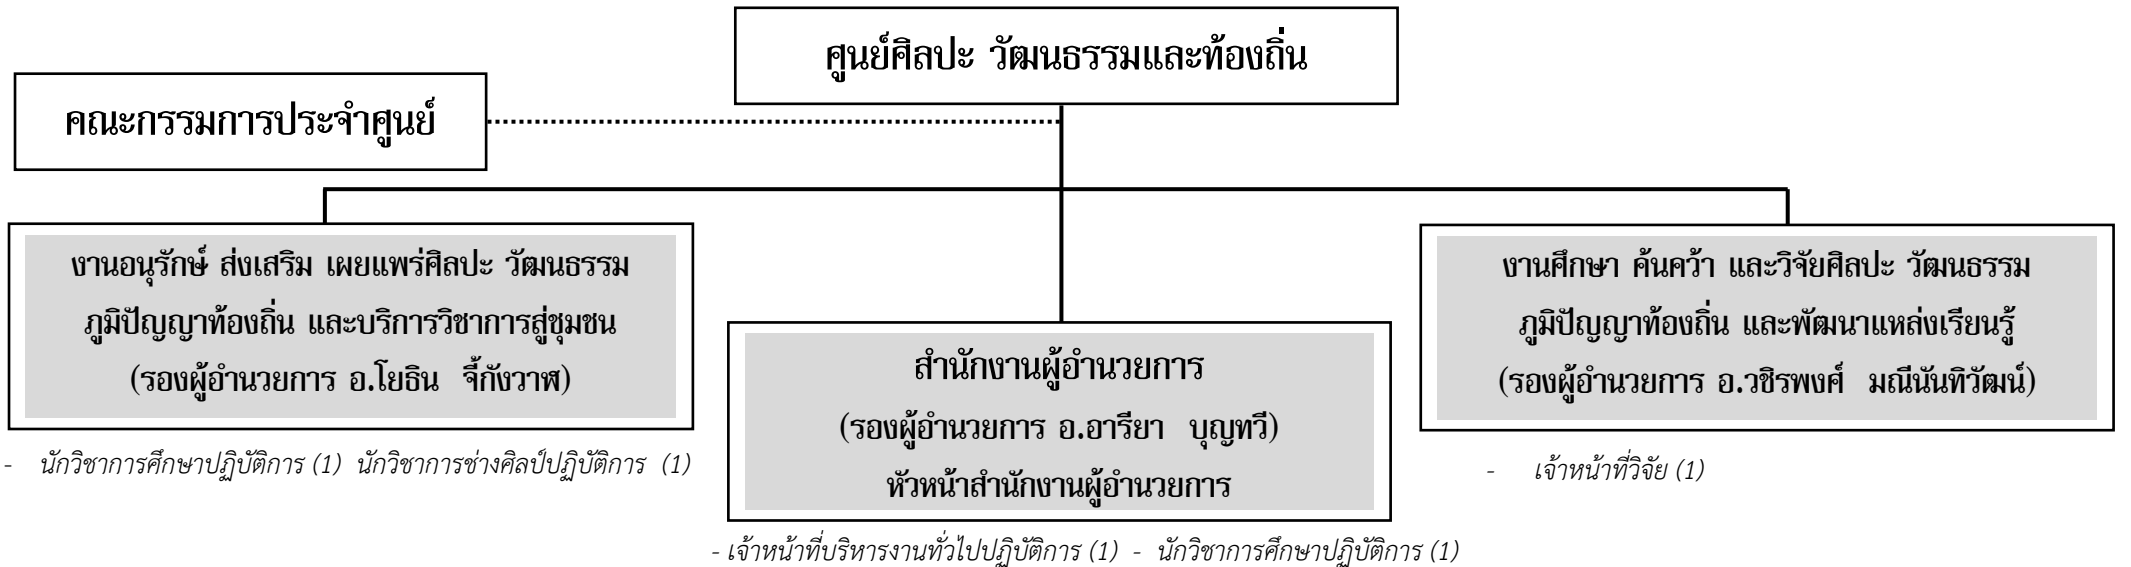 ศูนย์ศิลปะ วัฒนธรรมและท้องถิ่น
คณะกรรมการประจำศูนย์
งานอนุรักษ์ ส่งเสริม เผยแพร่ศิลปะ วัฒนธรรม
ภูมิปัญญาท้องถิ่น และบริการวิชาการสู่ชุมชน
(รองผู้อำนวยการ อ.โยธิน จี้กังวาฬ)
- นักวิชาการศึกษาปฏิบัติการ (1) นักวิชาการช่างศิลป์ปฏิบัติการ (1)
สำนักงานผู้อำนวยการ
(รองผู้อำนวยการ อ.อารียา บุญทวี)
หัวหน้าสำนักงานผู้อำนวยการ
- เจ้าหน้าที่บริหารงานทั่วไปปฏิบัติการ (1) - นักวิชาการศึกษาปฏิบัติการ (1)
งานศึกษา ค้นคว้า และวิจัยศิลปะ วัฒนธรรม
ภูมิปัญญาท้องถิ่น และพัฒนาแหล่งเรียนรู้
(รองผู้อำนวยการ อ.วชิรพงศ์ มณีนันทิวัฒน์)
- เจ้าหน้าที่วิจัย (1)